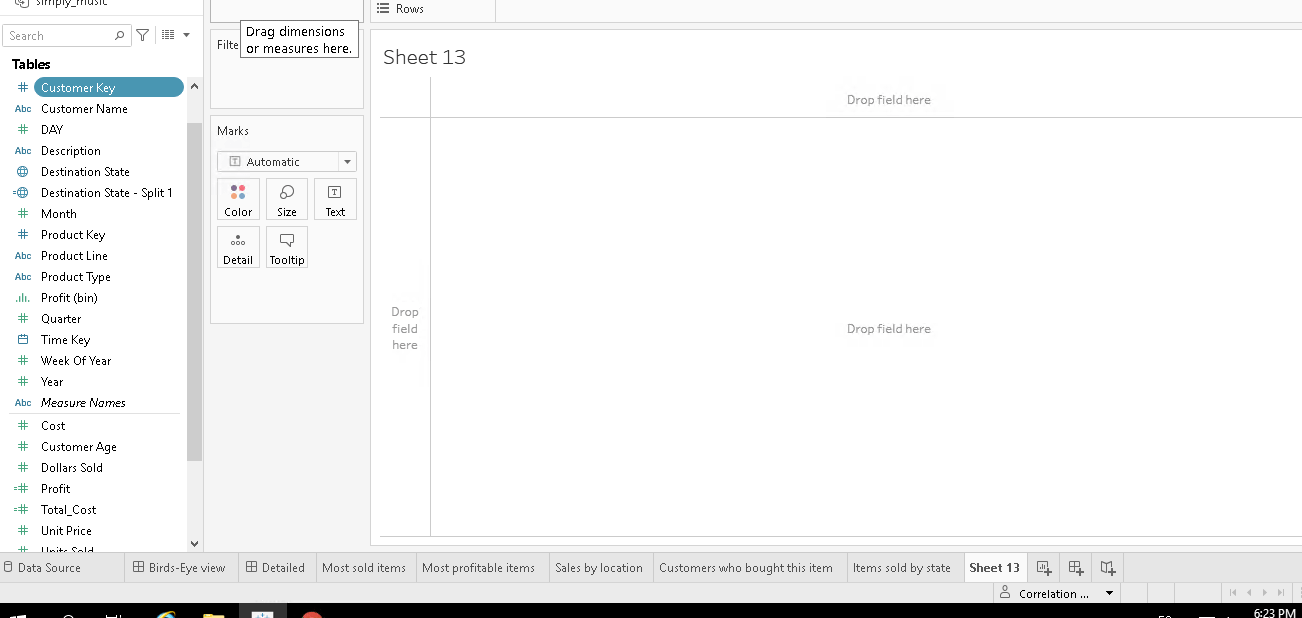 simply_music
Rows
Search
Drag dimensions
or measures here.
Filte
Sheet 13
Tables
Customer Key
Abc Customer Name
DAY
Abc Description
Destination State
Destination State - Split 1
Month
Product Key
Abc Product Line
Abc Product Type
Profit (bin)
Quarter
Time Key
Week Of Year
Year
Abc Measure Names
Cost
Customer Age
Dollars Sold
Profit
Total_Cost
Unit Price
Units Sold
Marks
Automatic
Color Size Text
Detail Tooltip
Drop field here
Drop
field
here
Drop field here
Data Source Birds-Eye view Detailed Most sold items Most profitable items Sales by location Customers who bought this item Items sold by state Sheet 13
Correlation ...
6:23 PM